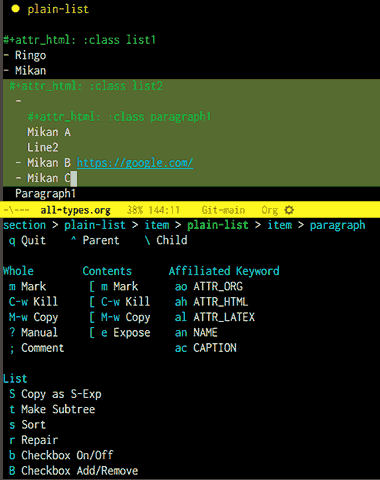 plain-list
#+attr_html: :class list1
- Ringo
- Mikan
#+attr_html: :class list2
-
#+attr_html: :class paragraph1
Mikan A
Line2
- Mikan B https://google.com/
- Mikan C
Paragraph1
-\--- all-types.org 38% 144:11 Git-main Org
section > plain-list > item > plain-list > item > paragraph
q Quit ^ Parent \ Child
Whole Contents Affiliated Keyword
m Mark [ m Mark ao ATTR_ORG
C-w Kill [ C-w Kill ah ATTR_HTML
M-w Copy [ M-w Copy al ATTR_LATEX
? Manual [ e Expose an NAME
; Comment ac CAPTION
List
S Copy as S-Exp
t Make Subtree
s Sort
r Repair
b Checkbox On/Off
B Checkbox Add/Remove